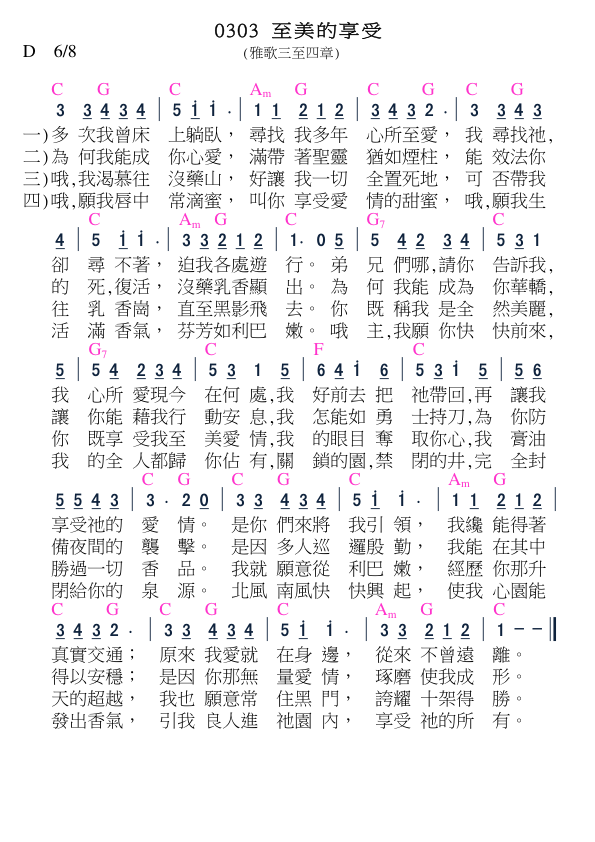 0303 至美的享受
(雅歌三至四章)
D 6/8
C G C Am G C G C G
3 3 4 3 4 | 5 i i . | 1 1 2 1 2 | 3 4 3 2 . | 3 3 4 3
一)多 次我曾床 上躺臥， 尋找 我多年 心所至愛， 我 尋找祂,
二)為 何我能成 你心愛， 滿帶 著聖靈 猶如煙柱， 能 效法你
三)哦,我渴慕往 沒藥山， 好讓 我一切 全置死地， 可 否帶我
四)哦,願我唇中 常滴蜜， 叫你 享受愛 情的甜蜜， 哦,願我生
C Am G C G7 C
4 | 5 i i . | 3 3 2 1 2 | 1· 0 5 | 5 4 2 3 4 | 5 3 1
卻 尋 不著， 迫我各處遊 行。 弟 兄 們哪,請你 告訴我,
的 死,復活， 沒藥乳香顯 出。 為 何 我能 成為 你華轎,
往 乳 香崗， 直至黑影飛 去。 你 既 稱我 是全 然美麗,
活 滿 香氣， 芬芳如利巴 嫩。 哦 主,我願 你快 快前來,
G7 C F C
5 | 5 4 2 3 4 | 5 3 1 5 | 6 4 i 6 | 5 3 i 5 | 5 6
我 心所 愛現今 在何 處,我 好前去 把 祂帶回,再 讓我
讓 你能 藉我行 動安 息,我 怎能如 勇 士持刀,為 你防
你 既享 受我至 美愛 情,我 的眼目 奪 取你心,我 膏油
我 的全 人都歸 你佔 有,關 鎖的園,禁 閉的井,完 全封
C G C G C Am G
5 5 4 3 | 3 · 2 0 | 3 3 4 3 4 | 5 i i . | 1 1 2 1 2
享受祂的 愛 情。 是你 們來將 我引 領， 我纔 能得著
備夜間的 襲 擊。 是因 多人巡 邏殷 勤， 我能 在其中
勝過一切 香 品。 我就 願意從 利巴 嫩， 經歷 你那升
閉給你的 泉 源。 北風 南風快 快興 起， 使我 心園能
C G C G C Am G C
3 4 3 2 . | 3 3 4 3 4 | 5 i i . | 3 3 2 1 2 | 1 – – ‖
真實交通； 原來 我愛就 在身 邊， 從來 不曾遠 離。
得以安穩； 是因 你那無 量愛 情， 琢磨 使我成 形。
天的超越， 我也 願意常 住黑 門， 誇耀 十架得 勝。
發出香氣， 引我 良人進 祂園 內， 享受 祂的所 有。